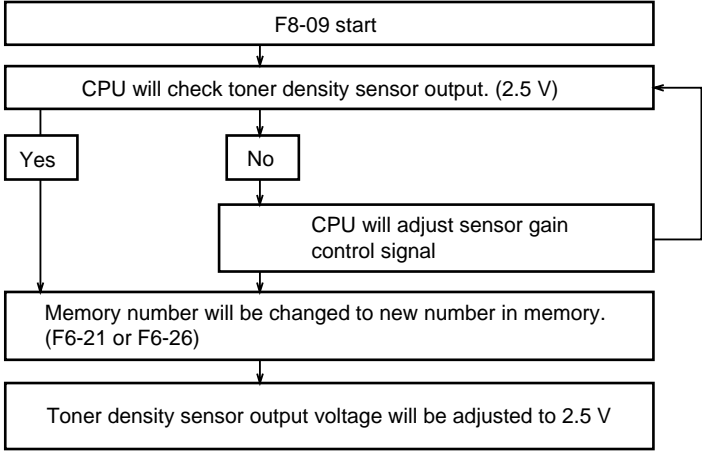 F8-09 start
CPU will check toner density sensor output. (2.5 V)
Yes
No
CPU will adjust sensor gain
control signal
Memory number will be changed to new number in memory.
(F6-21 or F6-26)
Toner density sensor output voltage will be adjusted to 2.5 V